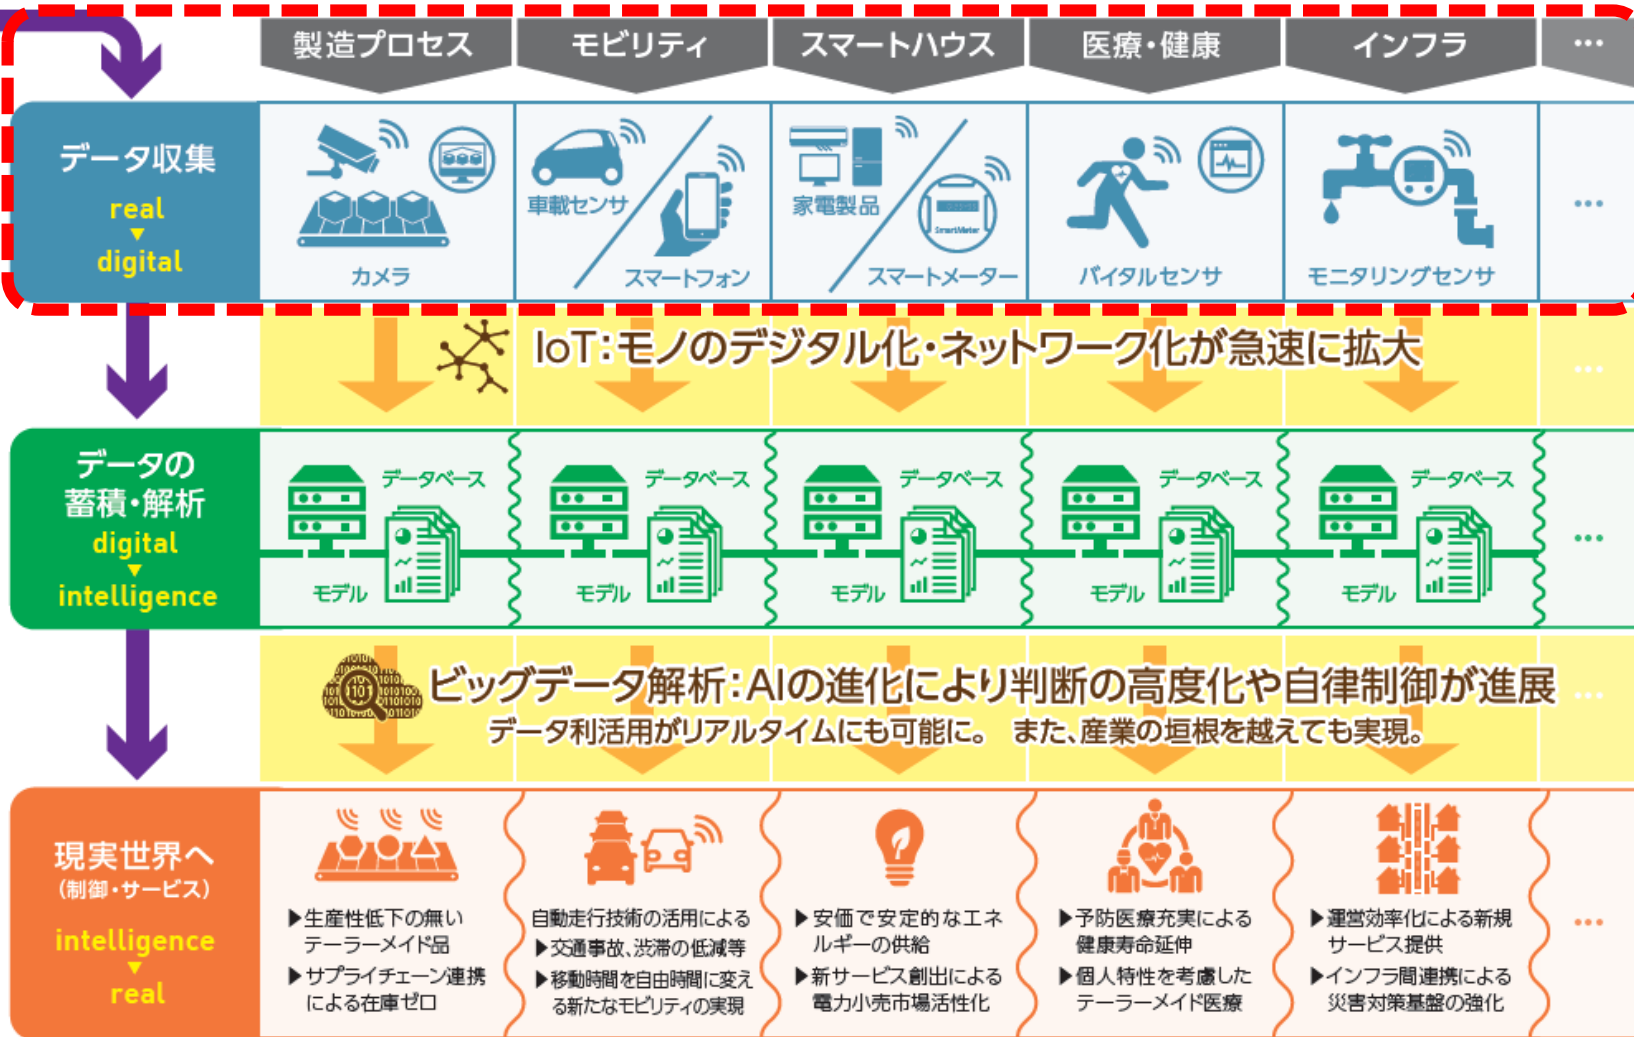 製造プロセス
モビリティ
スマートハウス
医療・健康
インフラ
…
データ収集
real
▼
digital
カメラ
車載センサ
スマートフォン
家電製品
SmartMeter
スマートメーター
バイタルセンサ
モニタリングセンサ
…
IoT:モノのデジタル化・ネットワーク化が急速に拡大
…
データの
蓄積・解析
digital
▼
intelligence
データベース
モデル
データベース
モデル
データベース
モデル
データベース
モデル
データベース
モデル
…
ビッグデータ解析:AIの進化により判断の高度化や自律制御が進展
データ利活用がリアルタイムにも可能に。 また、産業の垣根を越えても実現。
…
現実世界へ
(制御・サービス)
intelligence
▼
real
▶生産性低下の無い
テーラーメイド品
▶サプライチェーン連携
による在庫ゼロ
自動走行技術の活用による
▶交通事故、渋滞の低減等
▶移動時間を自由時間に変え
る新たなモビリティの実現
▶安価で安定的なエネ
ルギーの供給
▶新サービス創出による
電力小売市場活性化
▶予防医療充実による
健康寿命延伸
▶個人特性を考慮した
テーラーメイド医療
▶運営効率化による新規
サービス提供
▶インフラ間連携による
災害対策基盤の強化
…